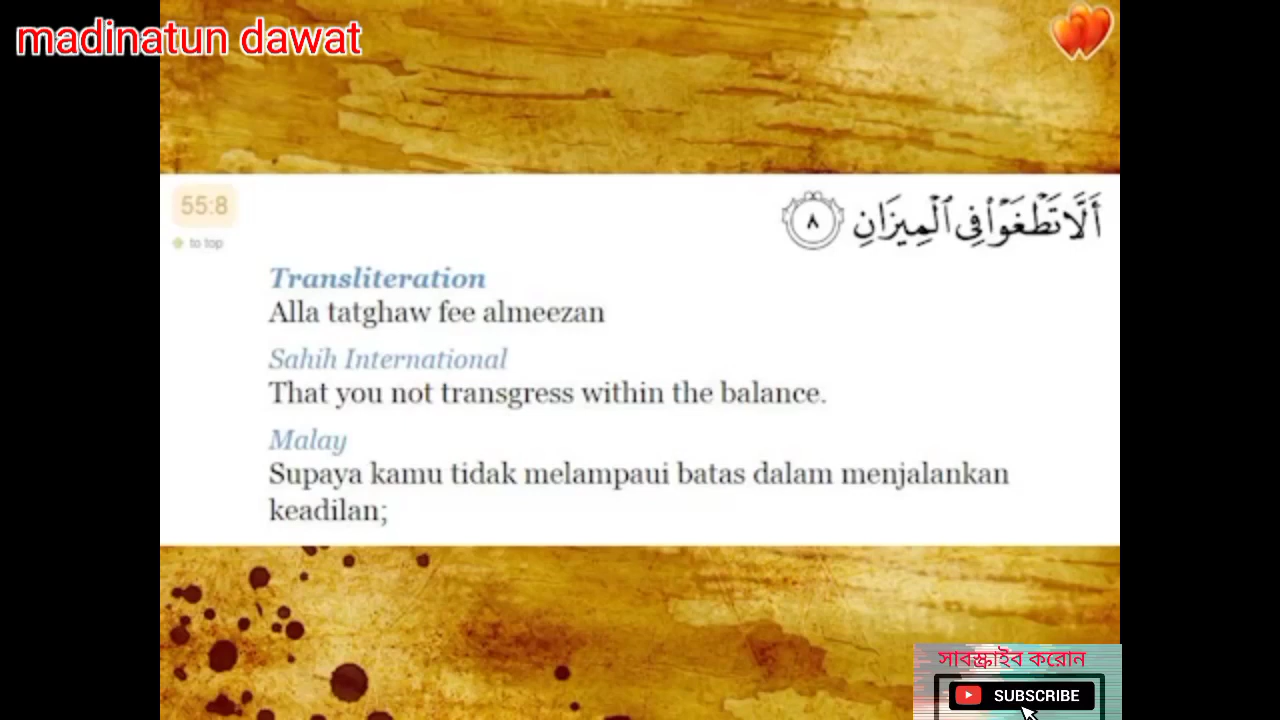 madinatun dawat
55:8
to top
أَلَّا تَطْغَوْا۟ فِى ٱلْمِيزَانِ ٨
Transliteration
Alla tatghaw fee almeezan
Sahih International
That you not transgress within the balance.
Malay
Supaya kamu tidak melampaui batas dalam menjalankan
keadilan;
সাবস্ক্রাইব করোন
SUBSCRIBE